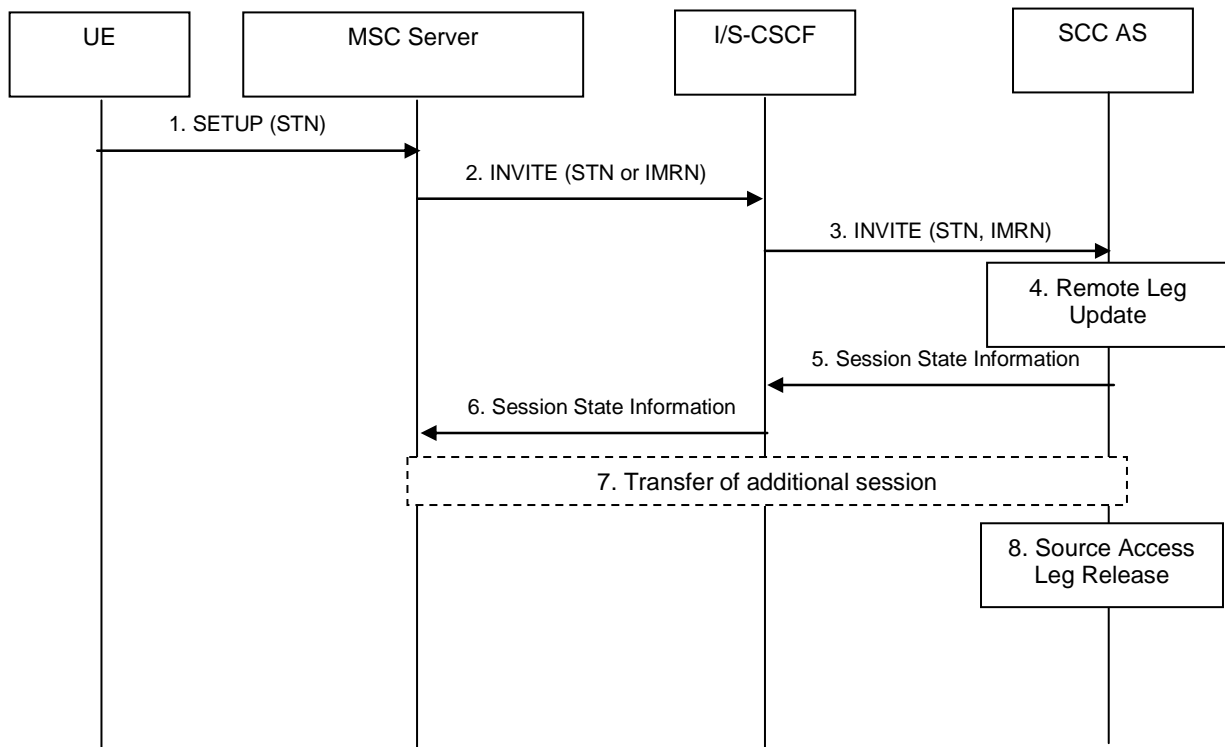 UE
MSC Server
I/S-CSCF
SCC AS
1. SETUP (STN)
2. INVITE (STN or IMRN)
3. INVITE (STN, IMRN)
4. Remote Leg
Update
5. Session State Information
6. Session State Information
7. Transfer of additional session
8. Source Access
Leg Release